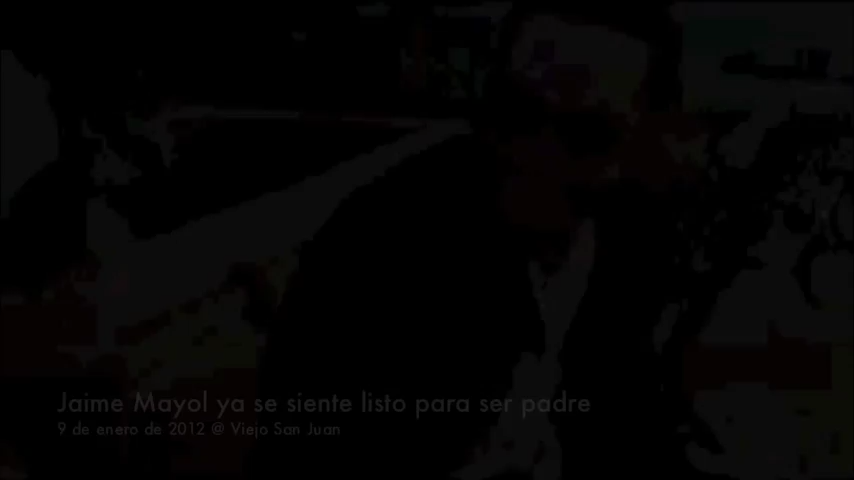 Jaime Mayol ya se siente listo para ser padre
9 de enero de 2012 @ Viejo San Juan